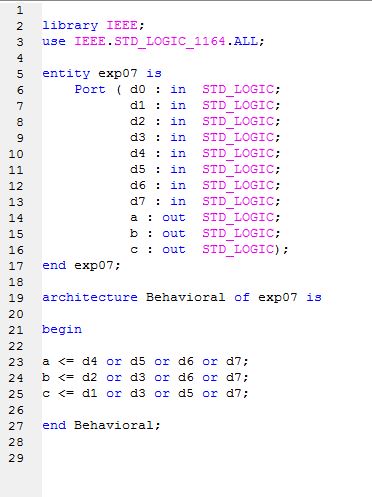 1
2 library IEEE;
3 use IEEE.STD_LOGIC_1164.ALL;
4
5 entity exp07 is
6     Port ( d0 : in  STD_LOGIC;
7            d1 : in  STD_LOGIC;
8            d2 : in  STD_LOGIC;
9            d3 : in  STD_LOGIC;
10           d4 : in  STD_LOGIC;
11           d5 : in  STD_LOGIC;
12           d6 : in  STD_LOGIC;
13           d7 : in  STD_LOGIC;
14           a : out  STD_LOGIC;
15           b : out  STD_LOGIC;
16           c : out  STD_LOGIC);
17 end exp07;
18
19 architecture Behavioral of exp07 is
20
21 begin
22
23 a <= d4 or d5 or d6 or d7;
24 b <= d2 or d3 or d6 or d7;
25 c <= d1 or d3 or d5 or d7;
26
27 end Behavioral;
28
29